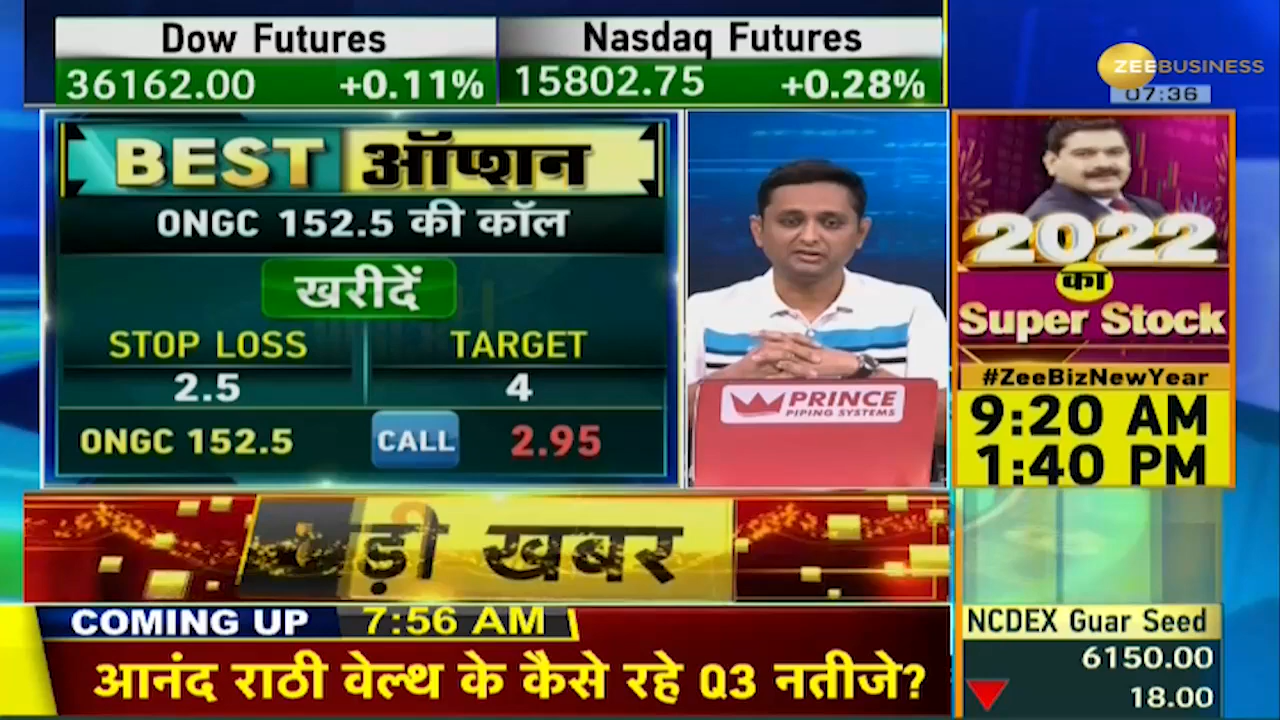 Dow Futures
36162.00 +0.11%
Nasdaq Futures
15802.75 +0.28%
ZEEBUSINESS
07:36
BEST ऑप्शन
ONGC 152.5 की कॉल
खरीदें
STOP LOSS TARGET
2.5 4
ONGC 152.5 CALL 2.95
PRINCE
PIPING SYSTEMS
2022
का
Super Stock
#ZeeBizNewYear
9:20 AM
1:40 PM
खबर
COMING UP 7:56 AM
आनंद राठी वेल्थ के कैसे रहे Q3 नतीजे?
NCDEX Guar Seed
6150.00
18.00